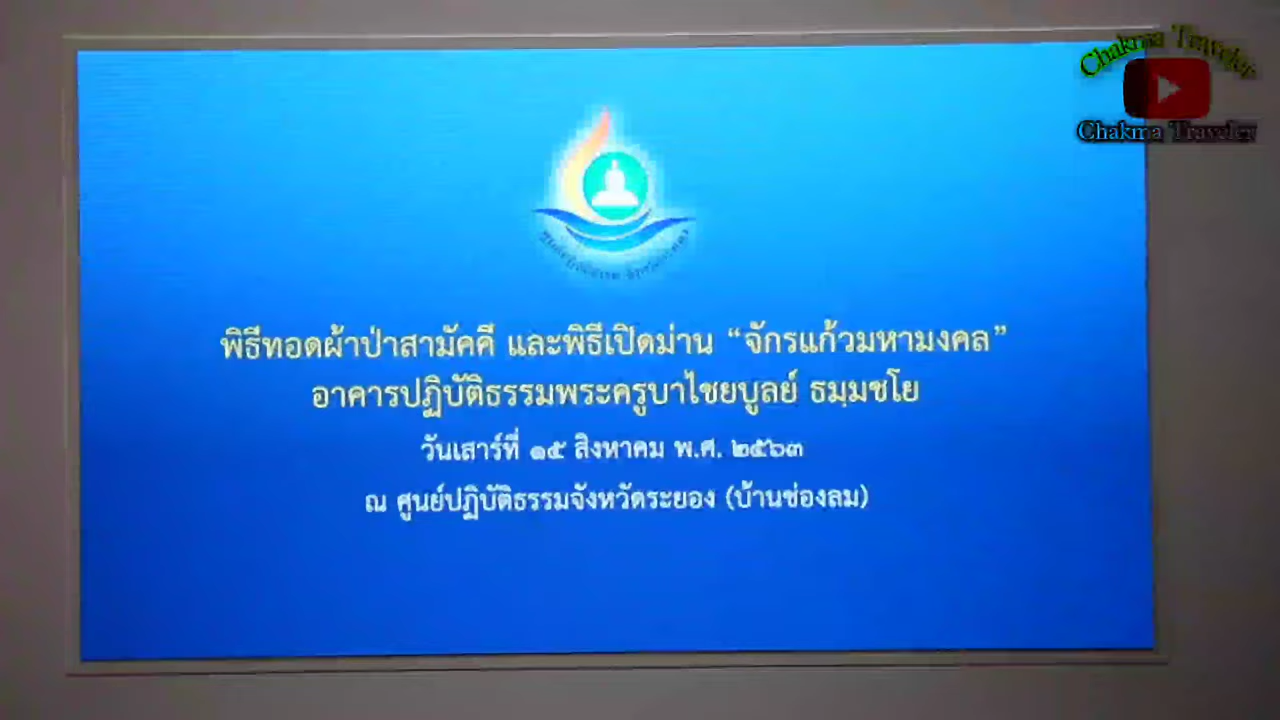 Chakma Traveler
Chakma Traveler
พิธีทอดผ้าป่าสามัคคี และพิธีเปิดม่าน “จักรแก้วมหามงคล”
อาคารปฏิบัติธรรมพระครูบาไชยบูลย์ ธมฺมชโย
วันเสาร์ที่ ๑๕ สิงหาคม พ.ศ. ๒๕๖๓
ณ ศูนย์ปฏิบัติธรรมจังหวัดระยอง (บ้านช่องลม)